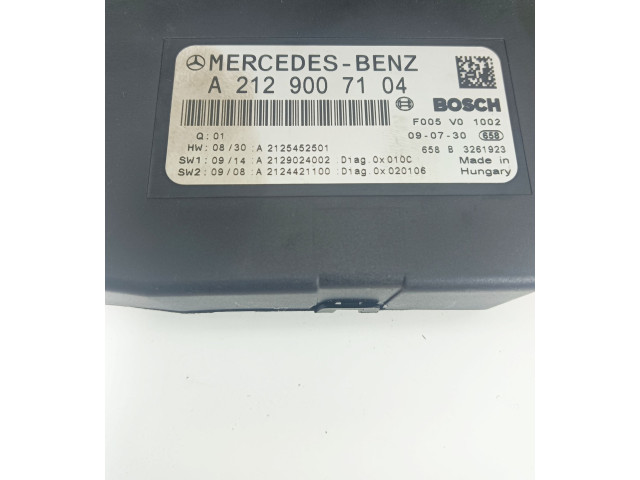 MERCEDES-BENZ
A 212 900 71 04
BOSCH
F005 V0 1002
Q: 01
09-07-30 658
HW: 08/30 :A 2125452501
658 B 3261923
SW1: 09/14 :A 2129024002 Diag.0x010C
Made in
SW2: 09/08 :A 2124421100 :Diag.0x020106
Hungary